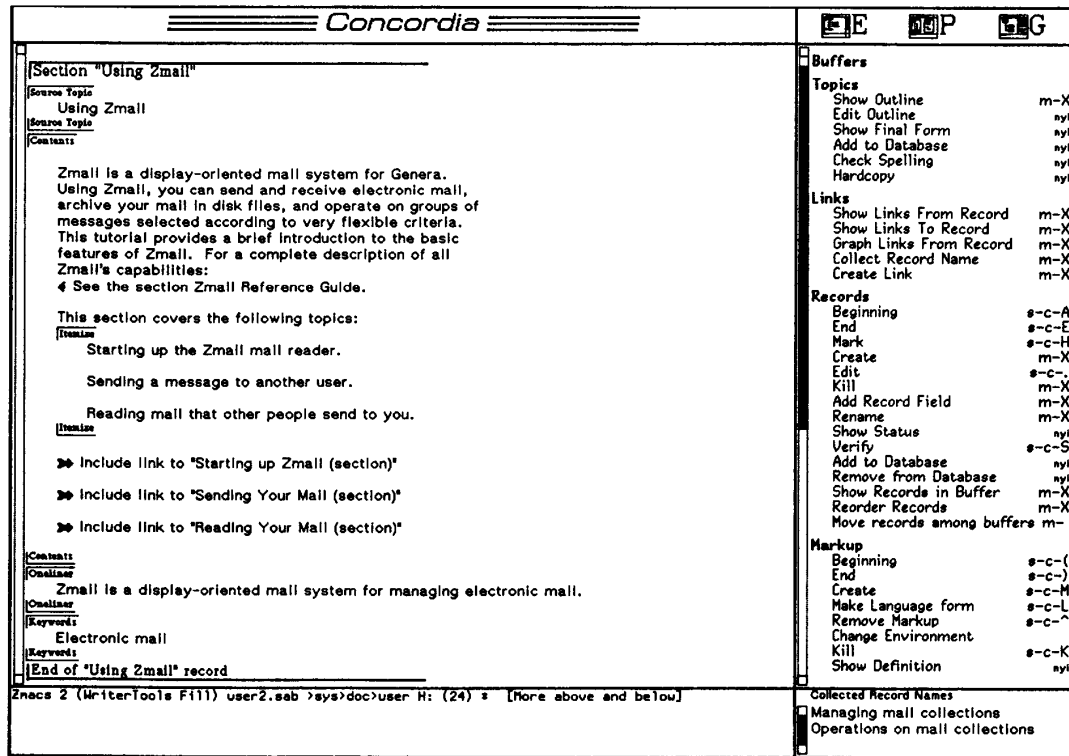 Concordia
E P G
Section "Using Zmail"
Source Topic
Using Zmail
Source Topic
Contents
Zmail is a display-oriented mail system for Genera.
Using Zmail, you can send and receive electronic mail,
archive your mail in disk files, and operate on groups of
messages selected according to very flexible criteria.
This tutorial provides a brief introduction to the basic
features of Zmail. For a complete description of all
Zmail's capabilities:
See the section Zmail Reference Guide.
This section covers the following topics:
Itemize
Starting up the Zmail mail reader.
Sending a message to another user.
Reading mail that other people send to you.
Itemize
Include link to "Starting up Zmail (section)"
Include link to "Sending Your Mail (section)"
Include link to "Reading Your Mail (section)"
Contents
Oneliner
Zmail is a display-oriented mail system for managing electronic mail.
Oneliner
Keywords
Electronic mail
Keywords
End of "Using Zmail" record
Zmacs 2 (WriterTools Fill) user2.sab >sys>doc>user H: (24) * [More above and below]
Buffers
Topics
Show Outline m-X
Edit Outline nyi
Show Final Form nyi
Add to Database nyi
Check Spelling nyi
Hardcopy nyi
Links
Show Links From Record m-X
Show Links To Record m-X
Graph Links From Record m-X
Collect Record Name m-X
Create Link m-X
Records
Beginning s-c-A
End s-c-E
Mark s-c-H
Create m-X
Edit s-c-.
Kill m-X
Add Record Field m-X
Rename m-X
Show Status nyi
Verify s-c-S
Add to Database nyi
Remove from Database nyi
Show Records in Buffer m-X
Reorder Records m-X
Move records among buffers m-
Markup
Beginning s-c-(
End s-c-)
Create s-c-M
Make Language form s-c-L
Remove Markup s-c-^
Change Environment
Kill s-c-K
Show Definition nyi
Collected Record Names
Managing mail collections
Operations on mail collections